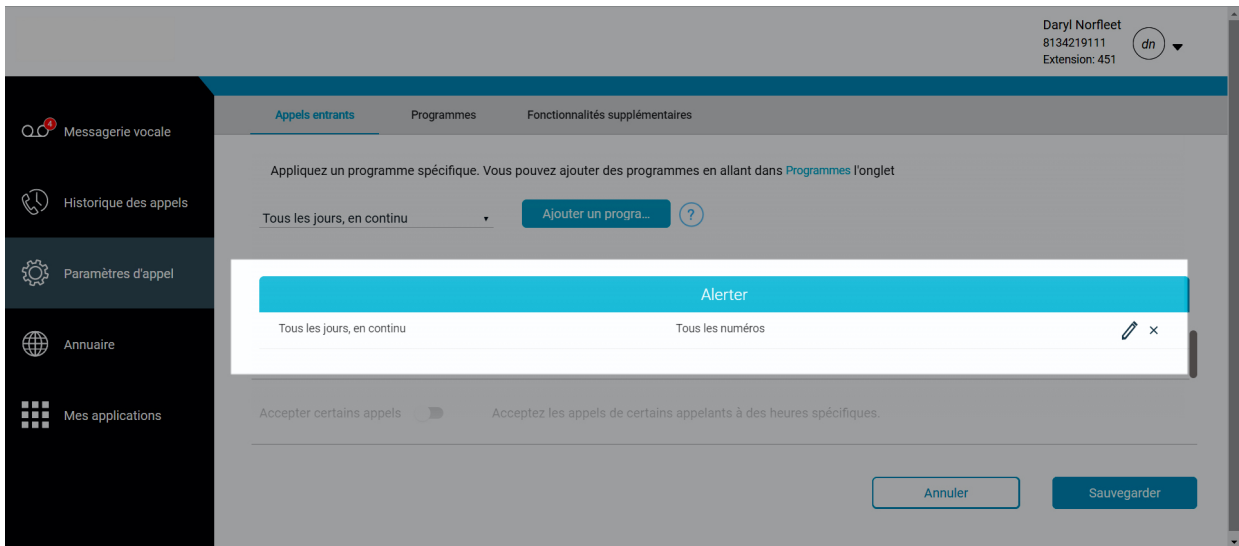 Daryl Norfleet
8134219111
dn
Extension: 451
Appels entrants
Programmes
Fonctionnalités supplémentaires
4
Messagerie vocale
Historique des appels
Paramètres d'appel
Annuaire
Mes applications
Appliquez un programme spécifique. Vous pouvez ajouter des programmes en allant dans Programmes l'onglet
Tous les jours, en continu
Ajouter un progra...
?
Alerter
Tous les jours, en continu
Tous les numéros
Accepter certains appels
Acceptez les appels de certains appelants à des heures spécifiques.
Annuler
Sauvegarder